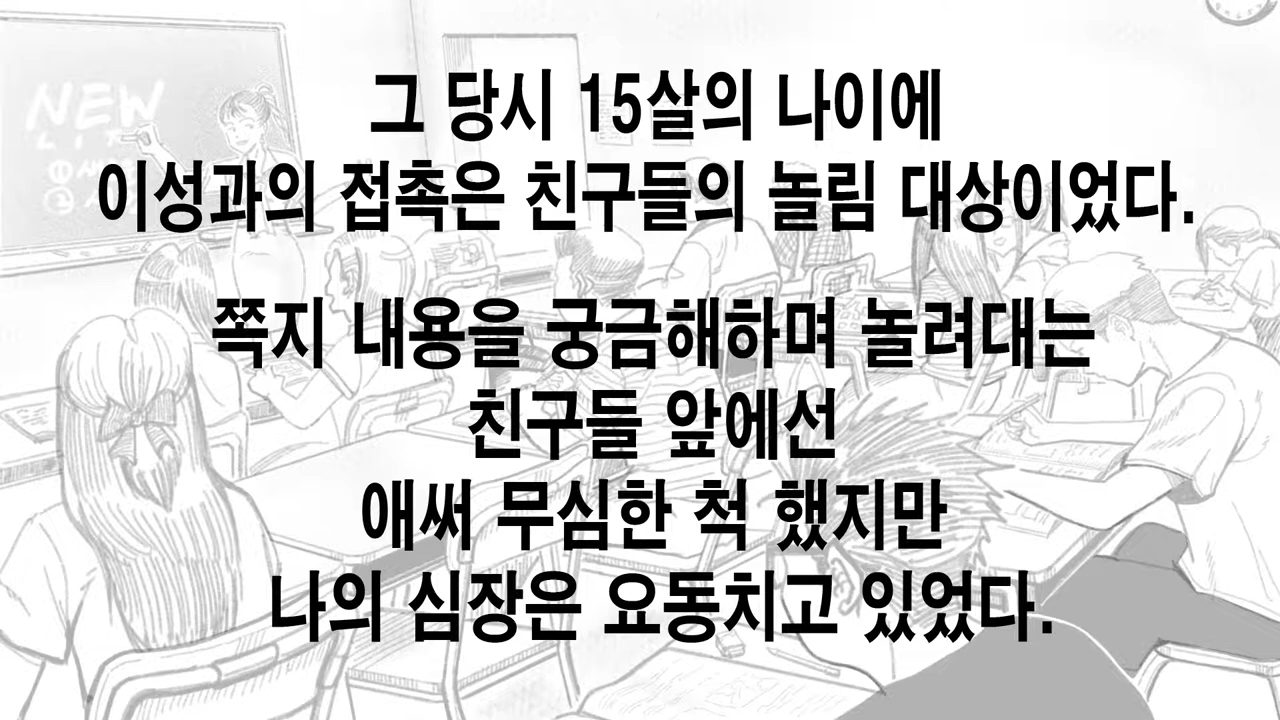 NEW
그 당시 15살의 나이에
이성과의 접촉은 친구들의 놀림 대상이었다.
쪽지 내용을 궁금해하며 놀려대는
친구들 앞에선
애써 무심한 척 했지만
나의 심장은 요동치고 있었다.